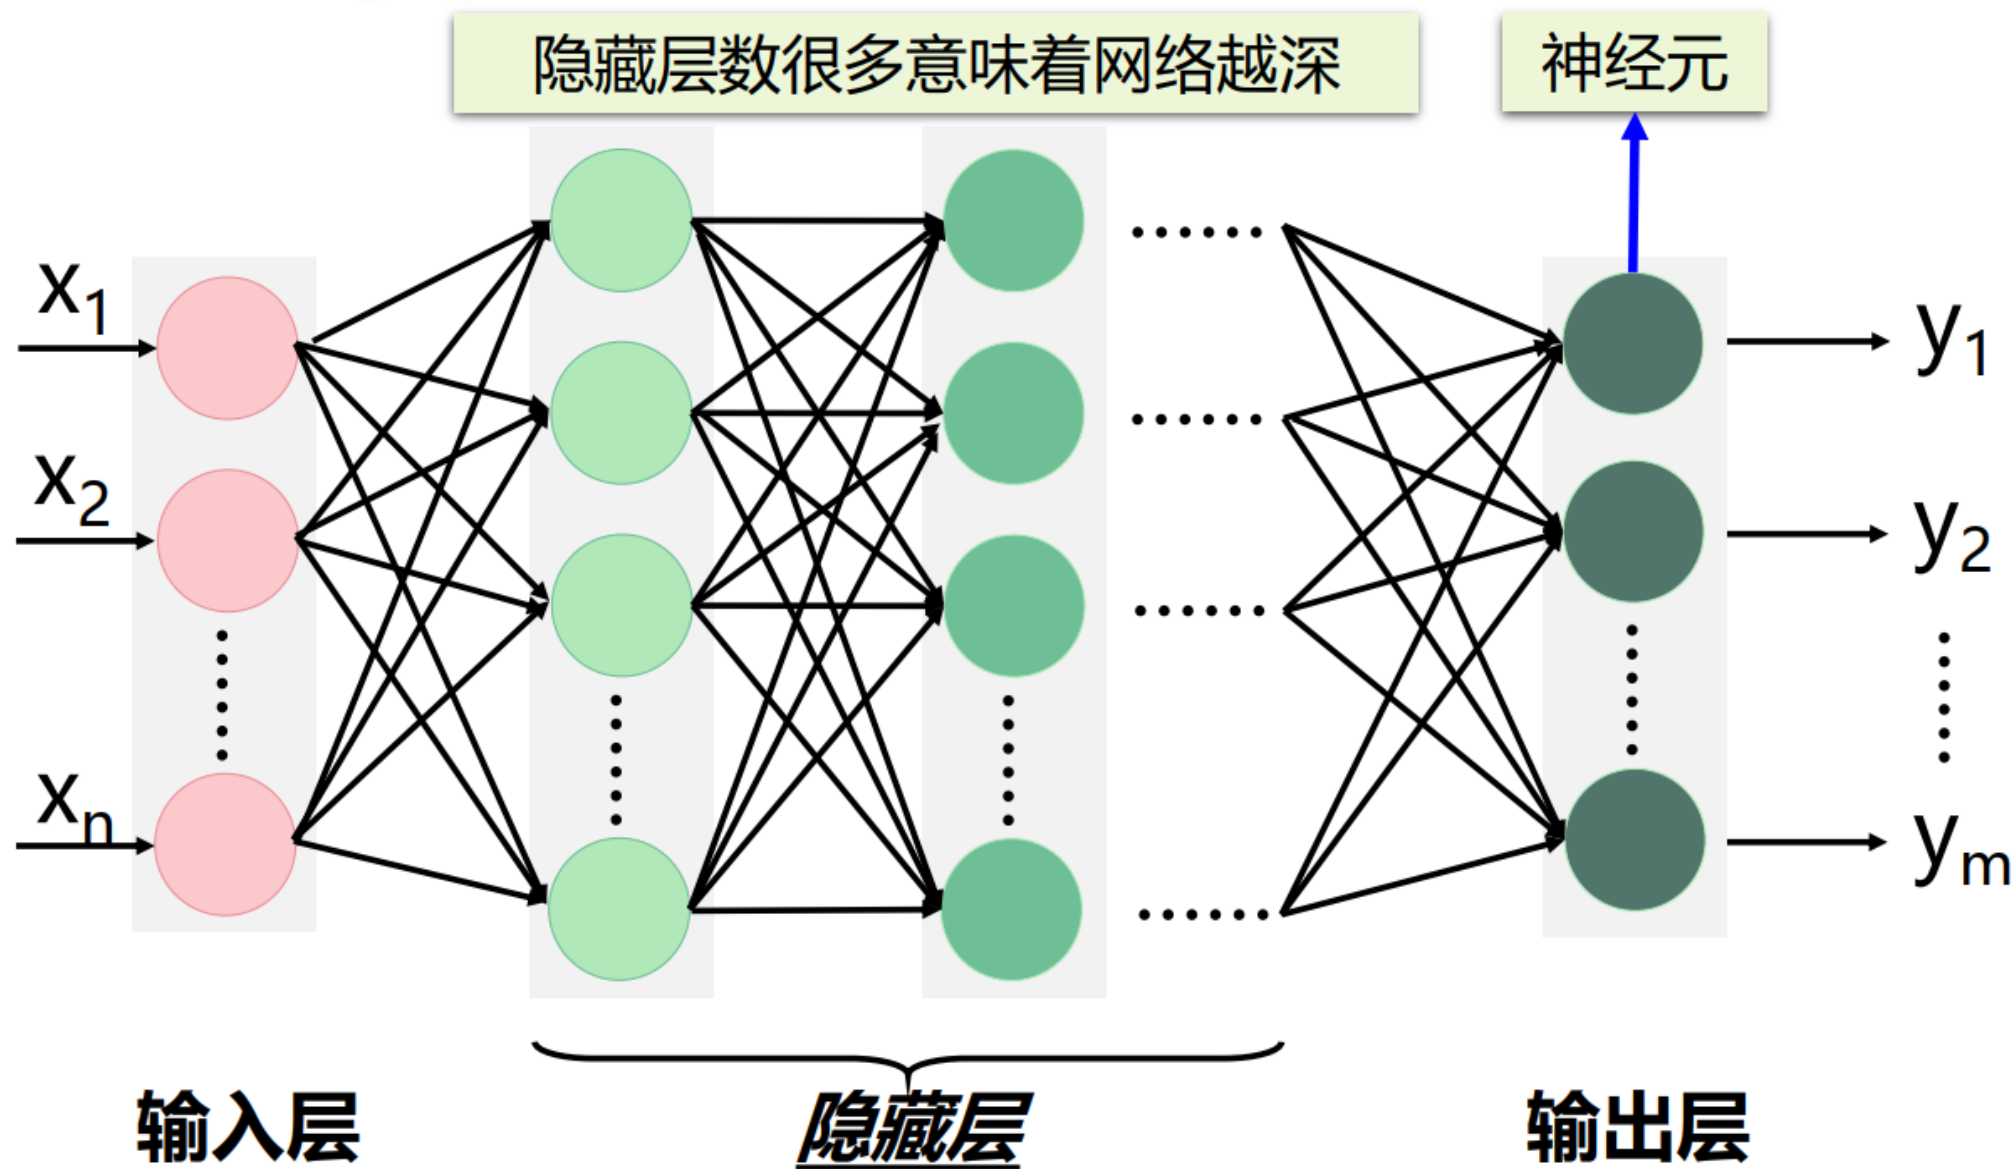 隐藏层数很多意味着网络越深
神经元
x1
x2
xn
y1
y2
ym
输入层
隐藏层
输出层